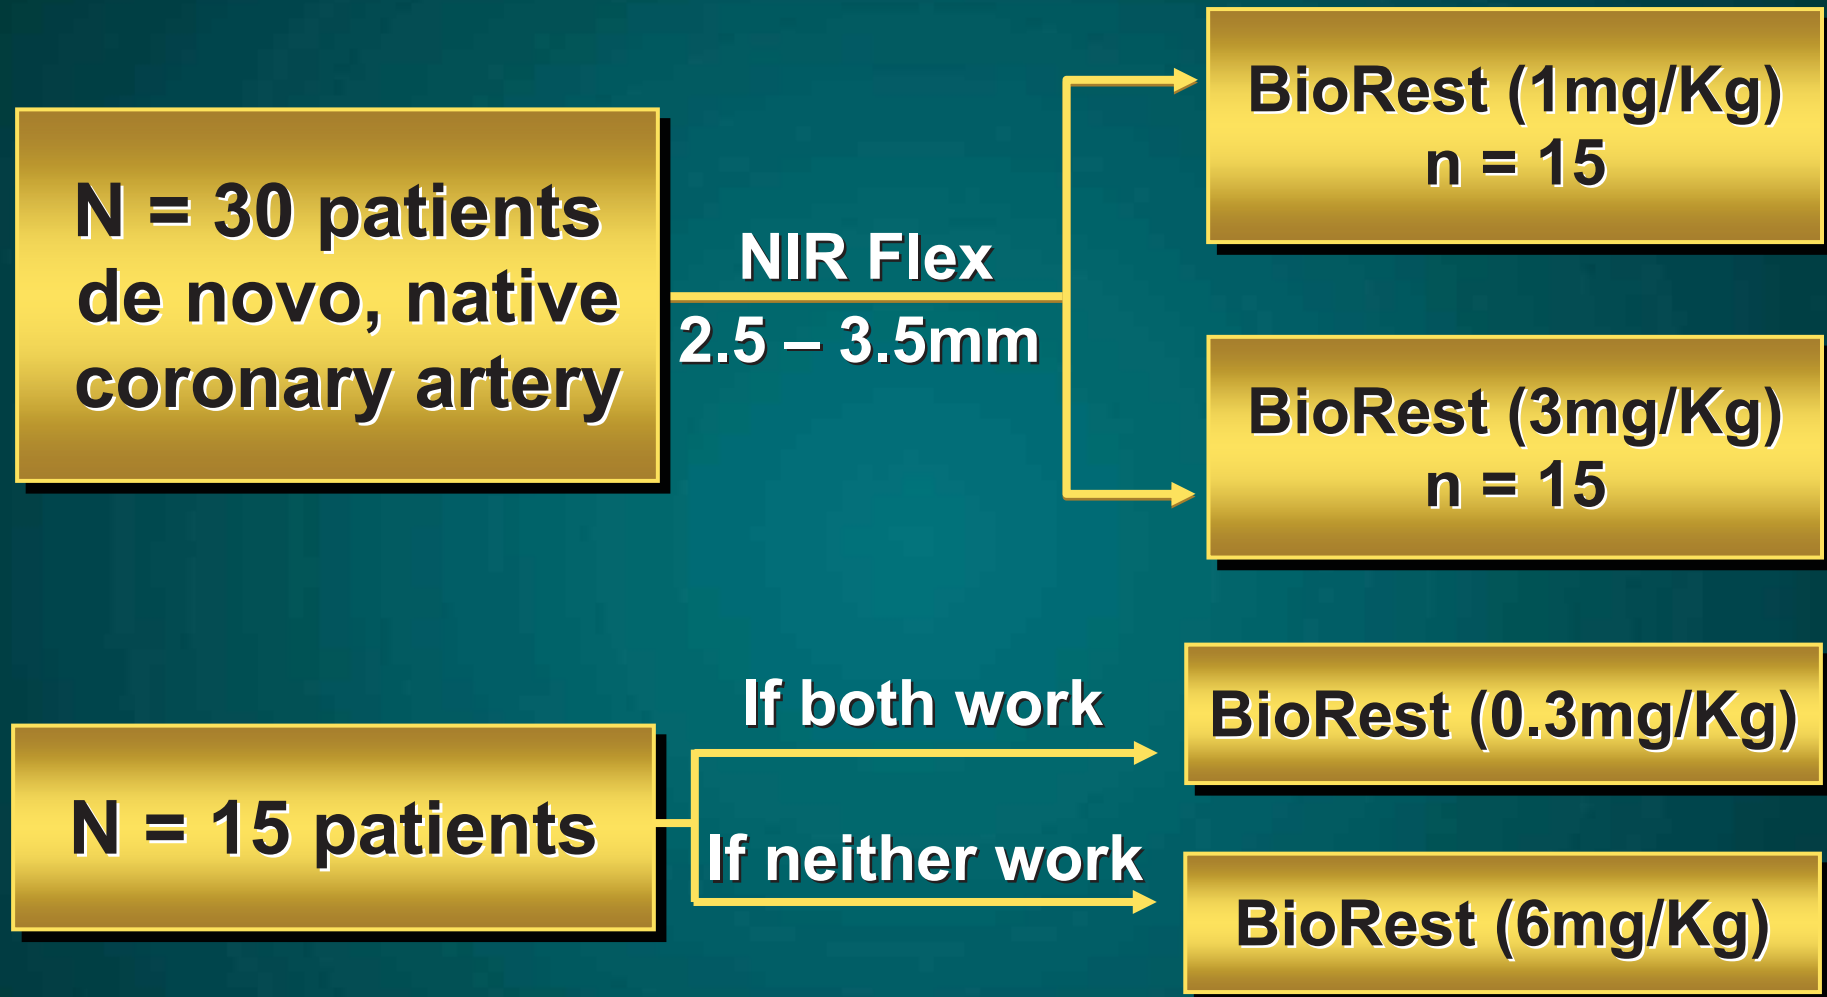 N = 30 patients
de novo, native
coronary artery
NIR Flex
2.5 – 3.5mm
BioRest (1mg/Kg)
n = 15
BioRest (3mg/Kg)
n = 15
N = 15 patients
If both work
BioRest (0.3mg/Kg)
If neither work
BioRest (6mg/Kg)